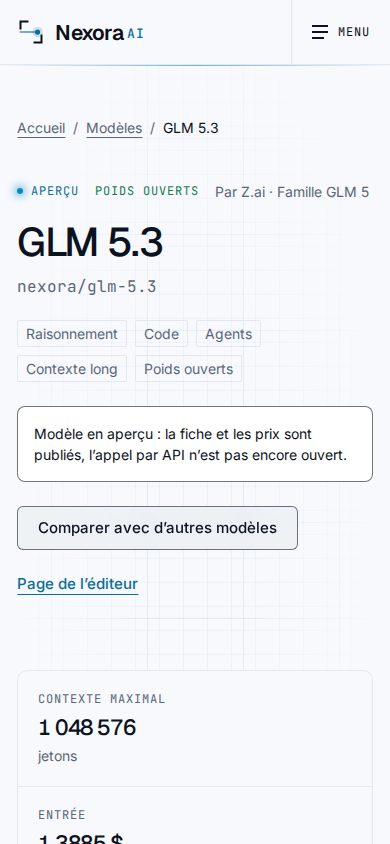 Nexora AI
MENU
Accueil / Modèles / GLM 5.3
APERÇU POIDS OUVERTS Par Z.ai · Famille GLM 5
GLM 5.3
nexora/glm-5.3
Raisonnement Code Agents
Contexte long Poids ouverts
Modèle en aperçu : la fiche et les prix sont
publiés, l’appel par API n’est pas encore ouvert.
Comparer avec d’autres modèles
Page de l’éditeur
CONTEXTE MAXIMAL
1 048 576
jetons
ENTRÉE
1,3885 $